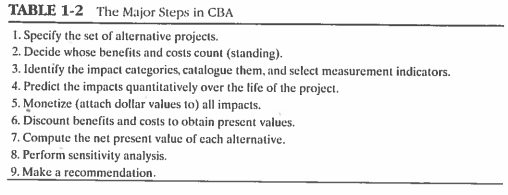 TABLE 1-2 The Major Steps in CBA
1. Specify the set of alternative projects.
2. Decide whose benefits and costs count (standing).
3. Identify the impact categories, catalogue them, and select measurement indicators.
4. Predict the impacts quantitatively over the life of the project.
5. Monetize (attach dollar values to) all impacts.
6. Discount benefits and costs to obtain present values.
7. Compute the net present value of each alternative.
8. Perform sensitivity analysis.
9. Make a recommendation.